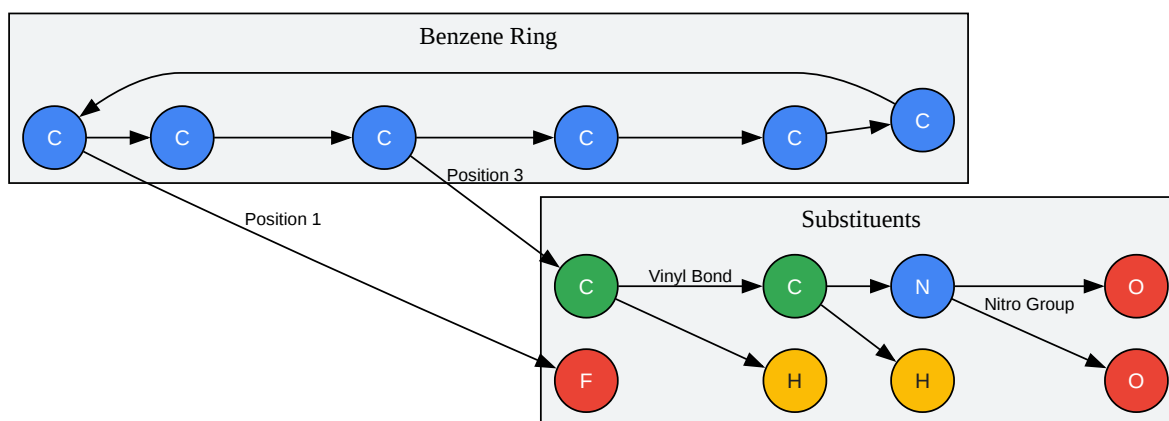 Benzene Ring
C
C
C
C
C
C
Position 3
Position 1
Substituents
C
Vinyl Bond
C
N
Nitro Group
O
F
H
H
O